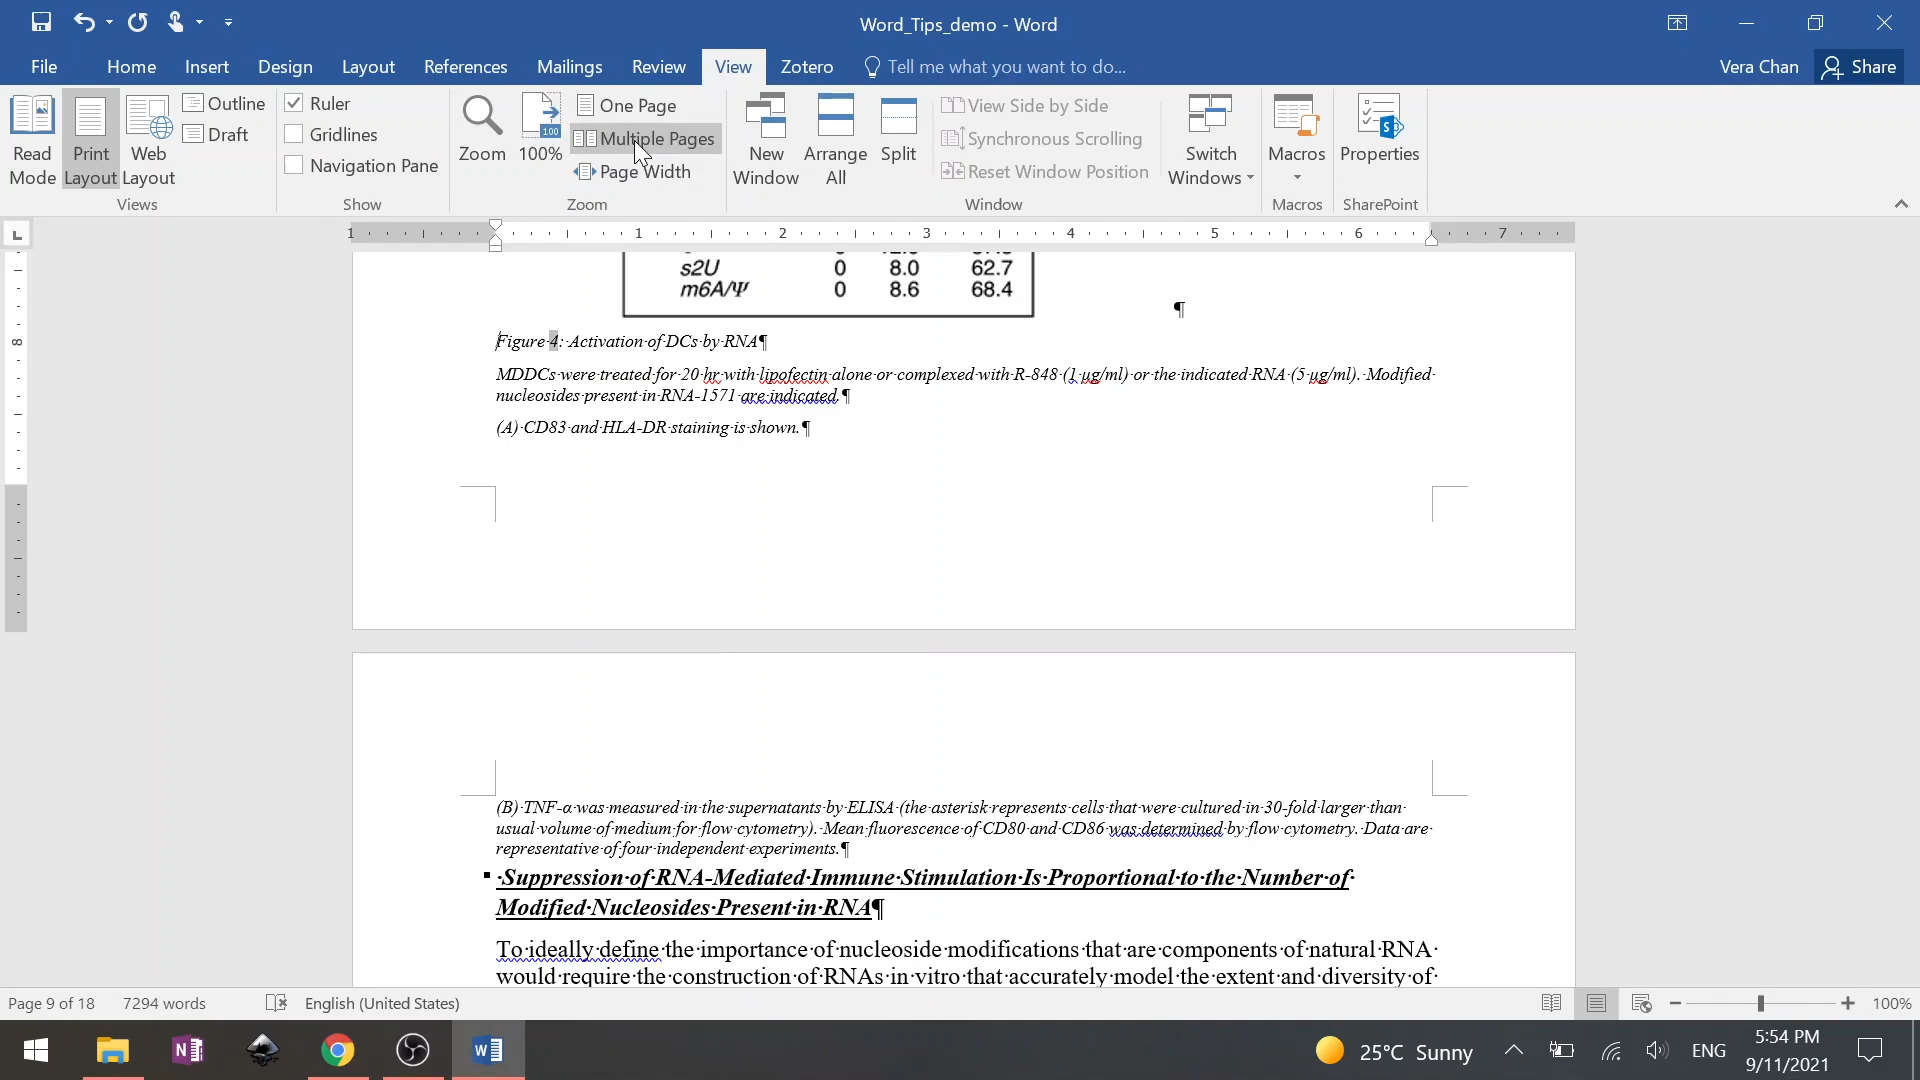 Word_Tips_demo - Word
File Home Insert Design Layout References Mailings Review View Zotero Tell me what you want to do... Vera Chan Share
Read Mode
Print Layout
Web Layout
Outline
Draft
Views
Ruler
Gridlines
Navigation Pane
Show
Zoom
100
100%
One Page
Multiple Pages
Page Width
Zoom
New Window
Arrange All
Split
View Side by Side
Synchronous Scrolling
Reset Window Position
Switch Windows
Window
Macros
Macros
Properties
SharePoint
L
1 1 2 3 4 5 6 7
8
s2U 0 8.0 62.7
m6A/Ψ 0 8.6 68.4
¶
Figure·4:·Activation·of·DCs·by·RNA¶
MDDCs·were·treated·for·20·hr·with·lipofectin·alone·or·complexed·with·R-848·(1·μg/ml)·or·the·indicated·RNA·(5·μg/ml).·Modified·
nucleosides·present·in·RNA-1571·are·indicated.¶
(A)·CD83·and·HLA-DR·staining·is·shown.¶
(B)·TNF-α·was·measured·in·the·supernatants·by·ELISA·(the·asterisk·represents·cells·that·were·cultured·in·30-fold·larger·than·
usual·volume·of·medium·for·flow·cytometry).·Mean·fluorescence·of·CD80·and·CD86·was·determined·by·flow·cytometry.·Data·are·
representative·of·four·independent·experiments.¶
·Suppression·of·RNA-Mediated·Immune·Stimulation·Is·Proportional·to·the·Number·of·
Modified·Nucleosides·Present·in·RNA¶
To·ideally·define·the·importance·of·nucleoside·modifications·that·are·components·of·natural·RNA·
would·require·the·construction·of·RNAs·in·vitro·that·accurately·model·the·extent·and·diversity·of·
Page 9 of 18 7294 words English (United States) 100%
25°C Sunny ENG 5:54 PM
9/11/2021